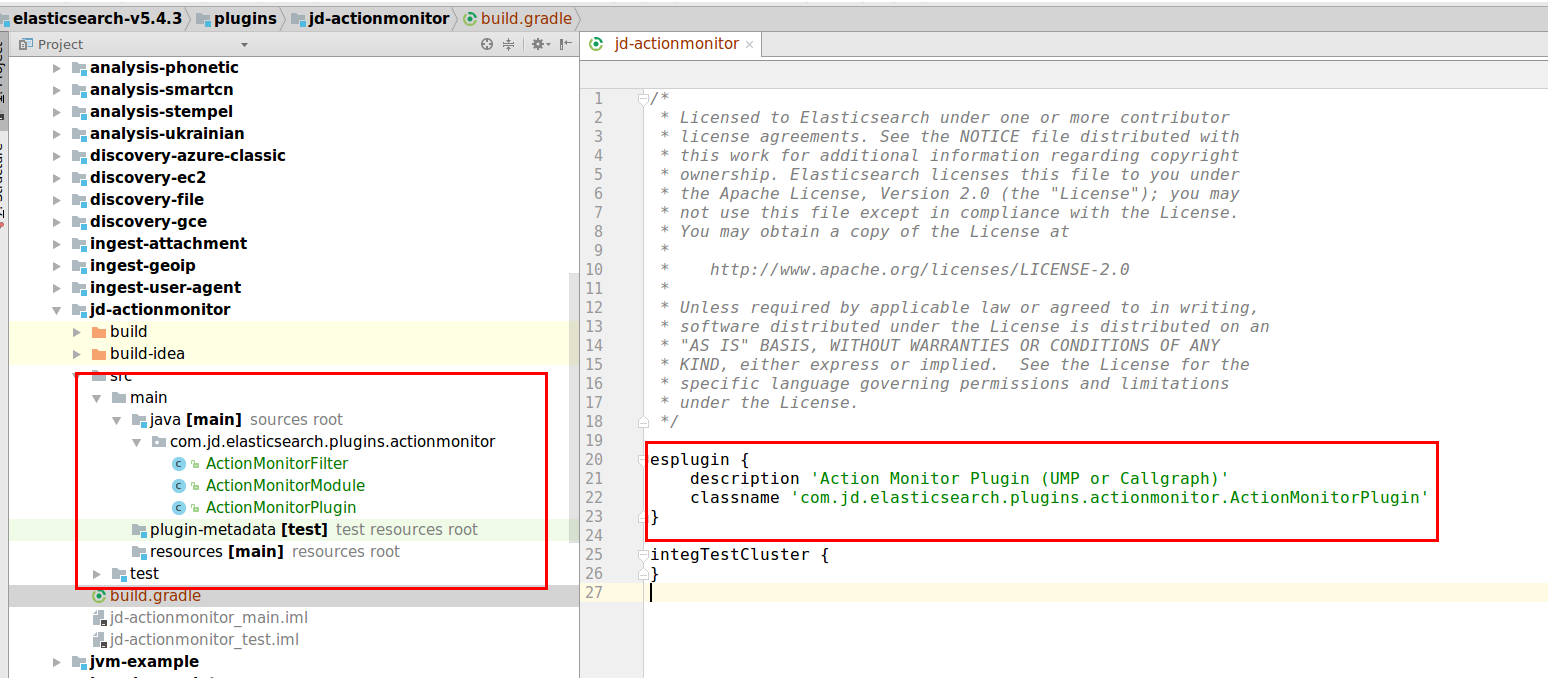 elasticsearch-v5.4.3 plugins jd-actionmonitor build.gradle
Project
jd-actionmonitor
analysis-phonetic
analysis-smartcn
analysis-stempel
analysis-ukrainian
discovery-azure-classic
discovery-ec2
discovery-file
discovery-gce
ingest-attachment
ingest-geoip
ingest-user-agent
jd-actionmonitor
build
build-idea
src
main
java [main] sources root
com.jd.elasticsearch.plugins.actionmonitor
ActionMonitorFilter
ActionMonitorModule
ActionMonitorPlugin
plugin-metadata [test] test resources root
resources [main] resources root
test
build.gradle
jd-actionmonitor_main.iml
jd-actionmonitor_test.iml
jvm-example
1 /*
2 * Licensed to Elasticsearch under one or more contributor
3 * license agreements. See the NOTICE file distributed with
4 * this work for additional information regarding copyright
5 * ownership. Elasticsearch licenses this file to you under
6 * the Apache License, Version 2.0 (the "License"); you may
7 * not use this file except in compliance with the License.
8 * You may obtain a copy of the License at
9 *
10 *    http://www.apache.org/licenses/LICENSE-2.0
11 *
12 * Unless required by applicable law or agreed to in writing,
13 * software distributed under the License is distributed on an
14 * "AS IS" BASIS, WITHOUT WARRANTIES OR CONDITIONS OF ANY
15 * KIND, either express or implied.  See the License for the
16 * specific language governing permissions and limitations
17 * under the License.
18 */
19
20 esplugin {
21     description 'Action Monitor Plugin (UMP or Callgraph)'
22     classname 'com.jd.elasticsearch.plugins.actionmonitor.ActionMonitorPlugin'
23 }
24
25 integTestCluster {
26 }
27